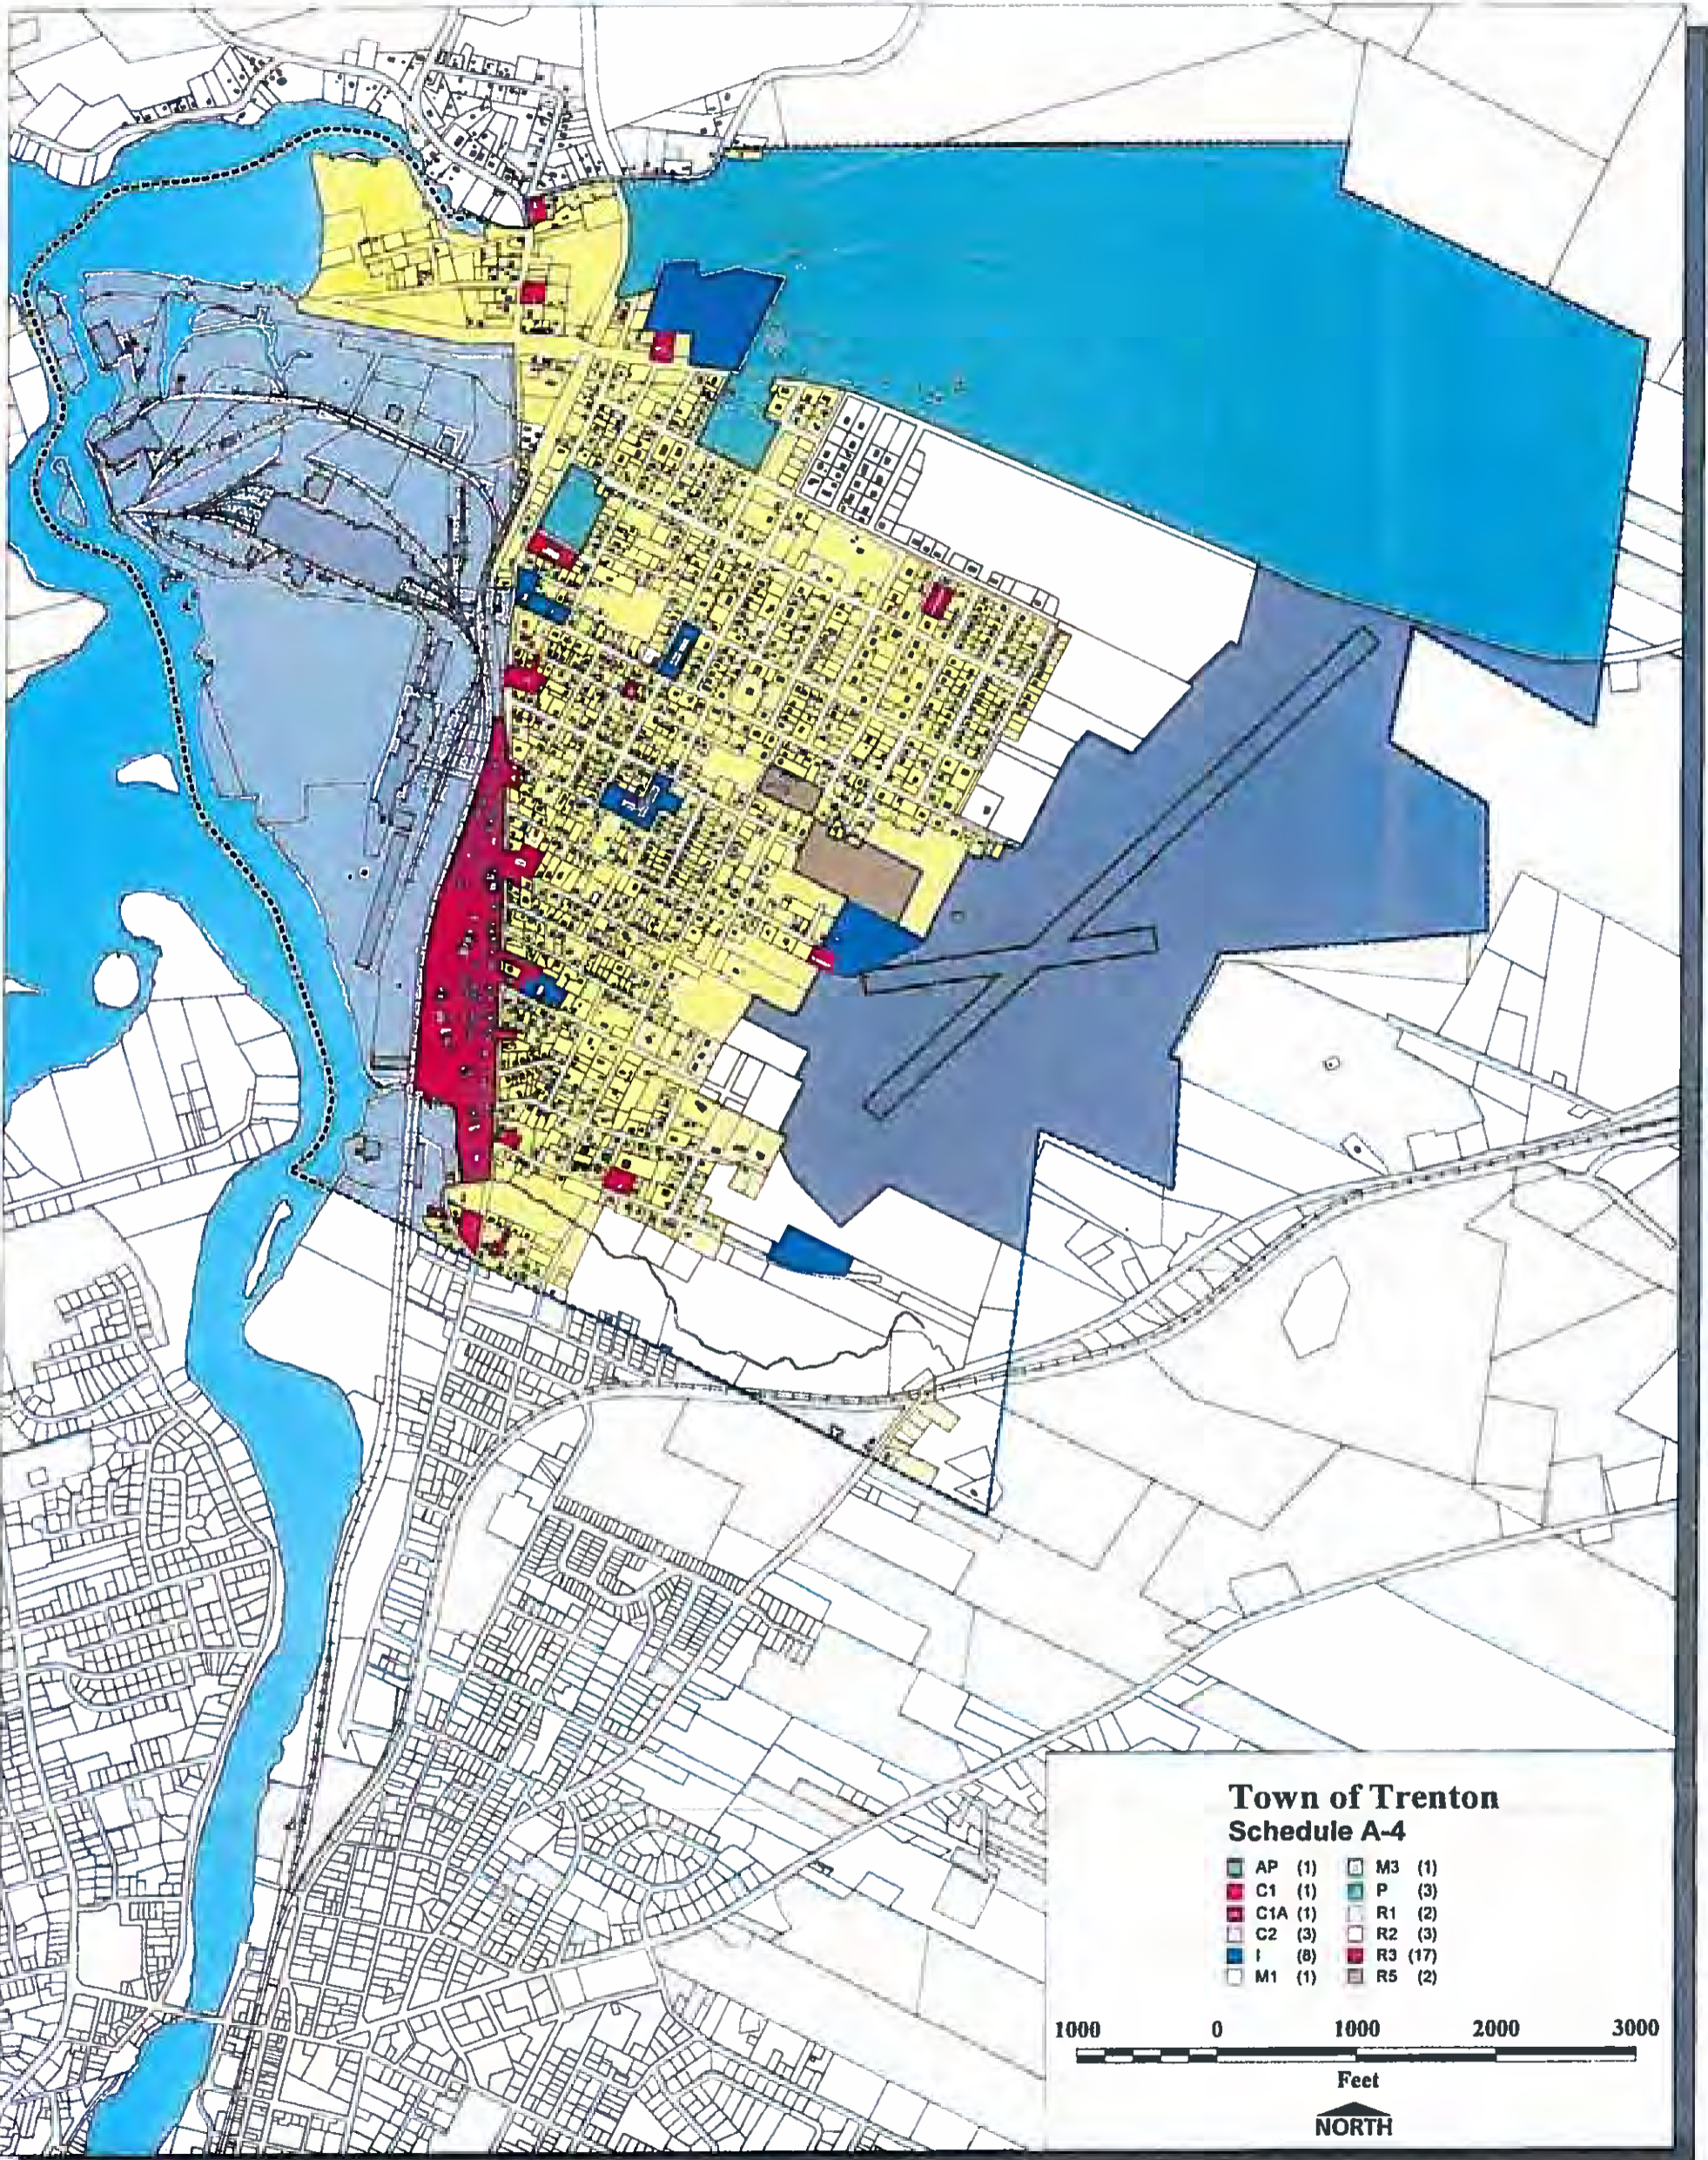 Town of Trenton
Schedule A-4
AP (1) M3 (1)
C1 (1) P (3)
C1A (1) R1 (2)
C2 (3) R2 (3)
I (8) R3 (17)
M1 (1) R5 (2)
1000 0 1000 2000 3000
Feet
NORTH